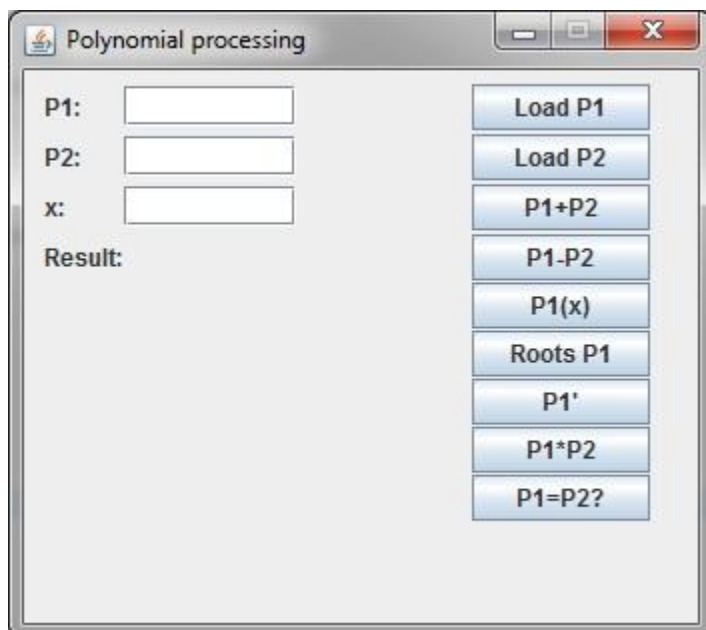 Polynomial processing
P1:
Load P1
P2:
Load P2
x:
P1+P2
Result:
P1-P2
P1(x)
Roots P1
P1'
P1*P2
P1=P2?